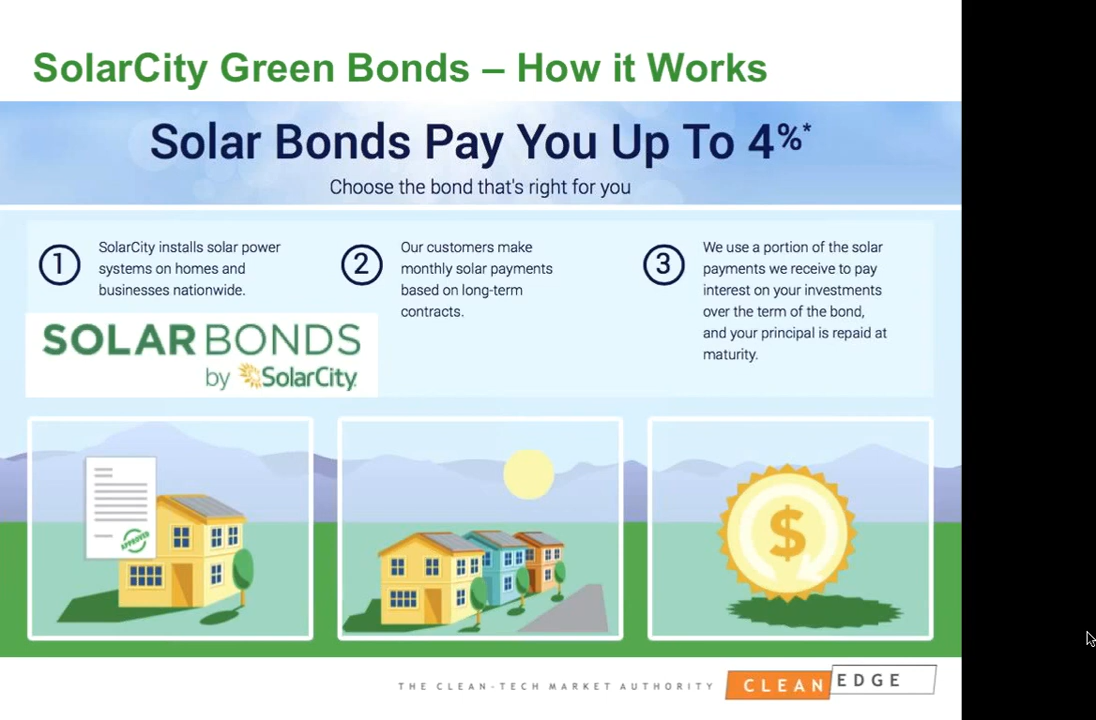 SolarCity Green Bonds – How it Works
Solar Bonds Pay You Up To 4%*
Choose the bond that's right for you
1
SolarCity installs solar power
systems on homes and
businesses nationwide.
2
Our customers make
monthly solar payments
based on long-term
contracts.
3
We use a portion of the solar
payments we receive to pay
interest on your investments
over the term of the bond,
and your principal is repaid at
maturity.
SOLARBONDS
by SolarCity
APPROVED
$
THE CLEAN-TECH MARKET AUTHORITY
CLEAN EDGE